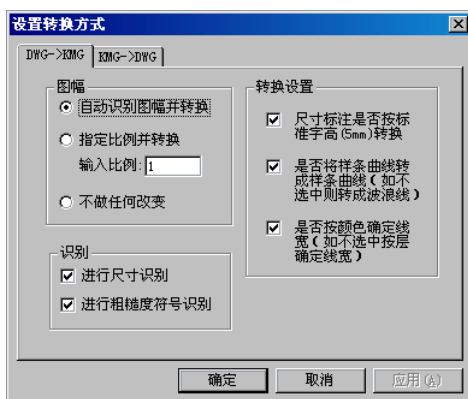 设置转换方式
DWG->KMG
KMG->DWG
图幅
自动识别图幅并转换
指定比例并转换
输入比例:1
不做任何改变
识别
进行尺寸识别
进行粗糙度符号识别
转换设置
尺寸标注是否按标
准字高(5mm)转换
是否将样条曲线转
成样条曲线(如不
选中则转成波浪线)
是否按颜色确定线
宽(如不选中按层
确定线宽)
确定
取消
应用(A)